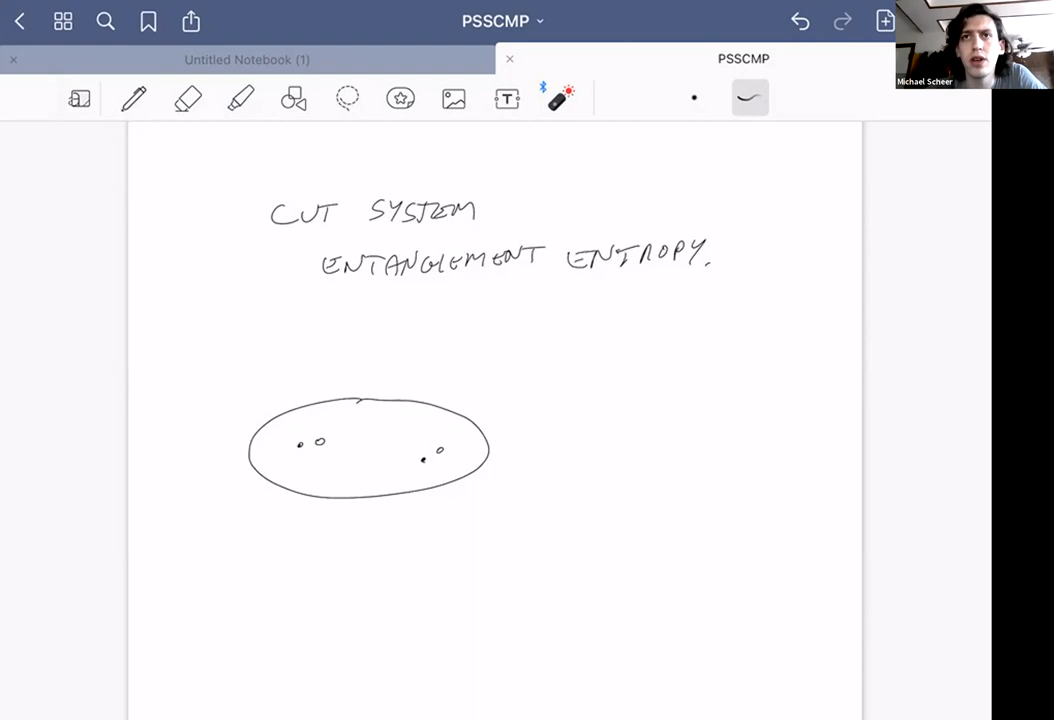 PSSCMP
Untitled Notebook (1)
PSSCMP
Michael Scheer
CUT SYSTEM
ENTANGLEMENT ENTROPY.